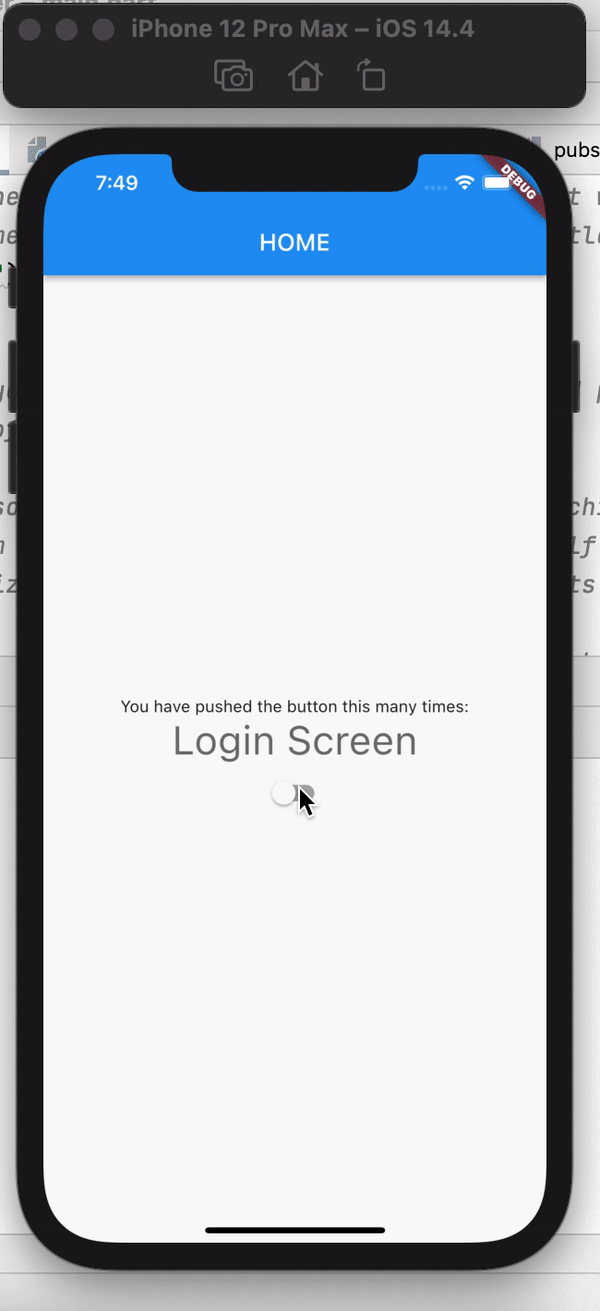 iPhone 12 Pro Max – iOS 14.4
pubs
7:49
DEBUG
HOME
You have pushed the button this many times:
Login Screen